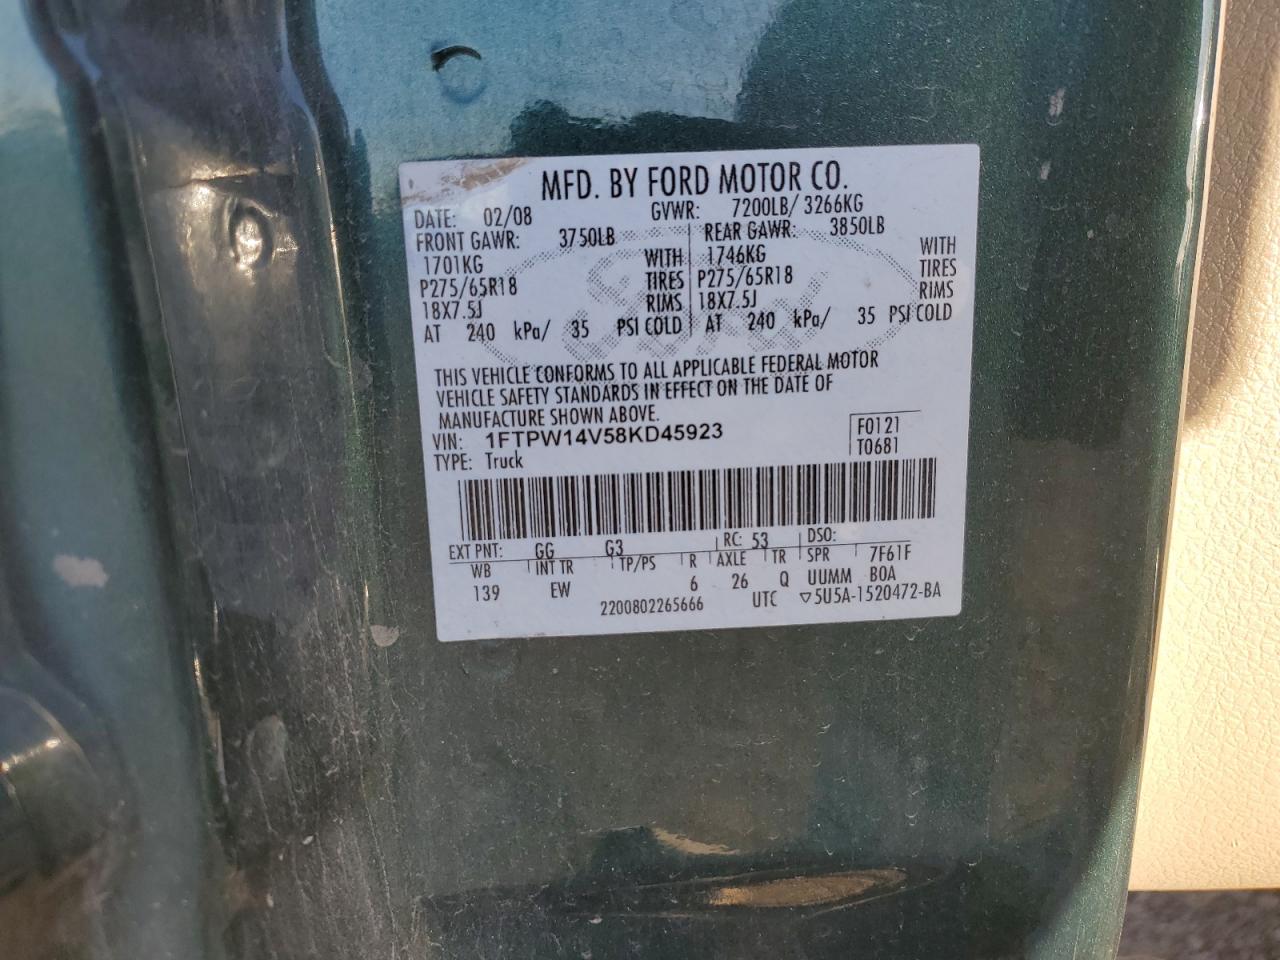 MFD. BY FORD MOTOR CO.
DATE: 02/08 GVWR: 7200LB/ 3266KG
FRONT GAWR: 3750LB REAR GAWR: 3850LB
1701KG WITH 1746KG WITH
P275/65R18 TIRES P275/65R18 TIRES
18X7.5J RIMS 18X7.5J RIMS
AT 240 kPa/ 35 PSI COLD AT 240 kPa/ 35 PSI COLD
Ford
THIS VEHICLE CONFORMS TO ALL APPLICABLE FEDERAL MOTOR
VEHICLE SAFETY STANDARDS IN EFFECT ON THE DATE OF
MANUFACTURE SHOWN ABOVE.
VIN: 1FTPW14V58KD45923 F0121
TYPE: Truck T0681
EXT PNT: GG G3 RC: 53 DSO:
WB INT TR TP/PS R AXLE TR SPR 7F61F
139 EW 6 26 Q UUMM BOA
2200802265666 UTC ▽5U5A-1520472-BA